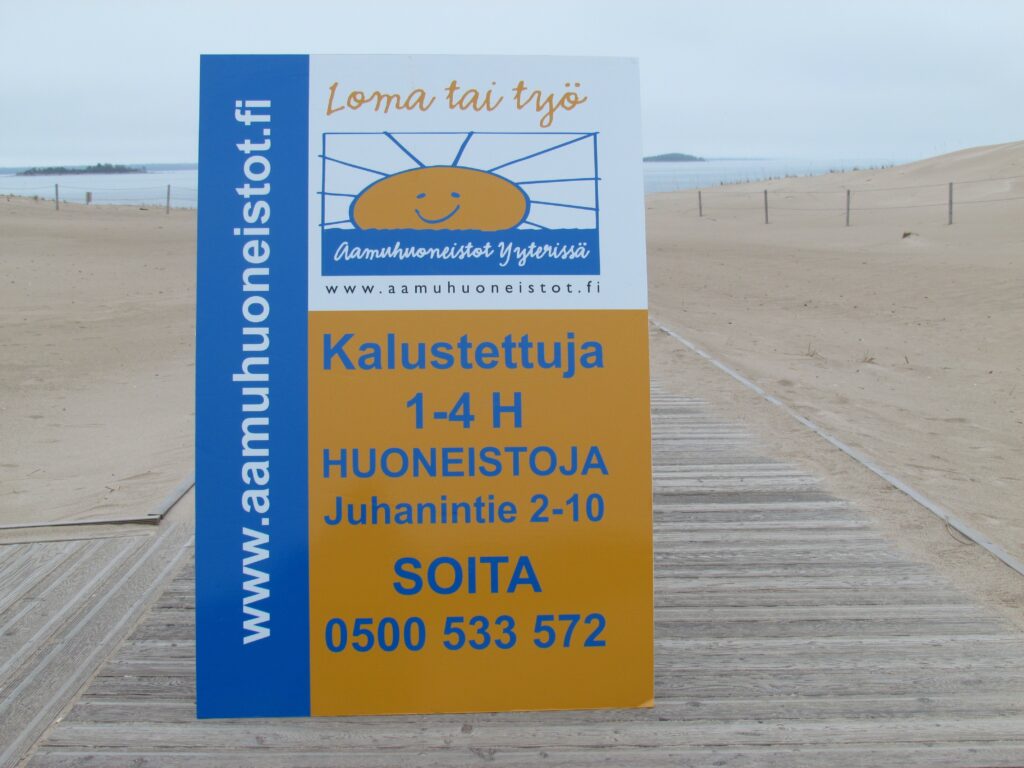 www.aamuhuoneistot.fi
Loma tai työ
Aamuhuoneistot Yyterissä
www.aamuhuoneistot.fi
Kalustettuja
1-4 H
HUONEISTOJA
Juhanintie 2-10
SOITA
0500 533 572